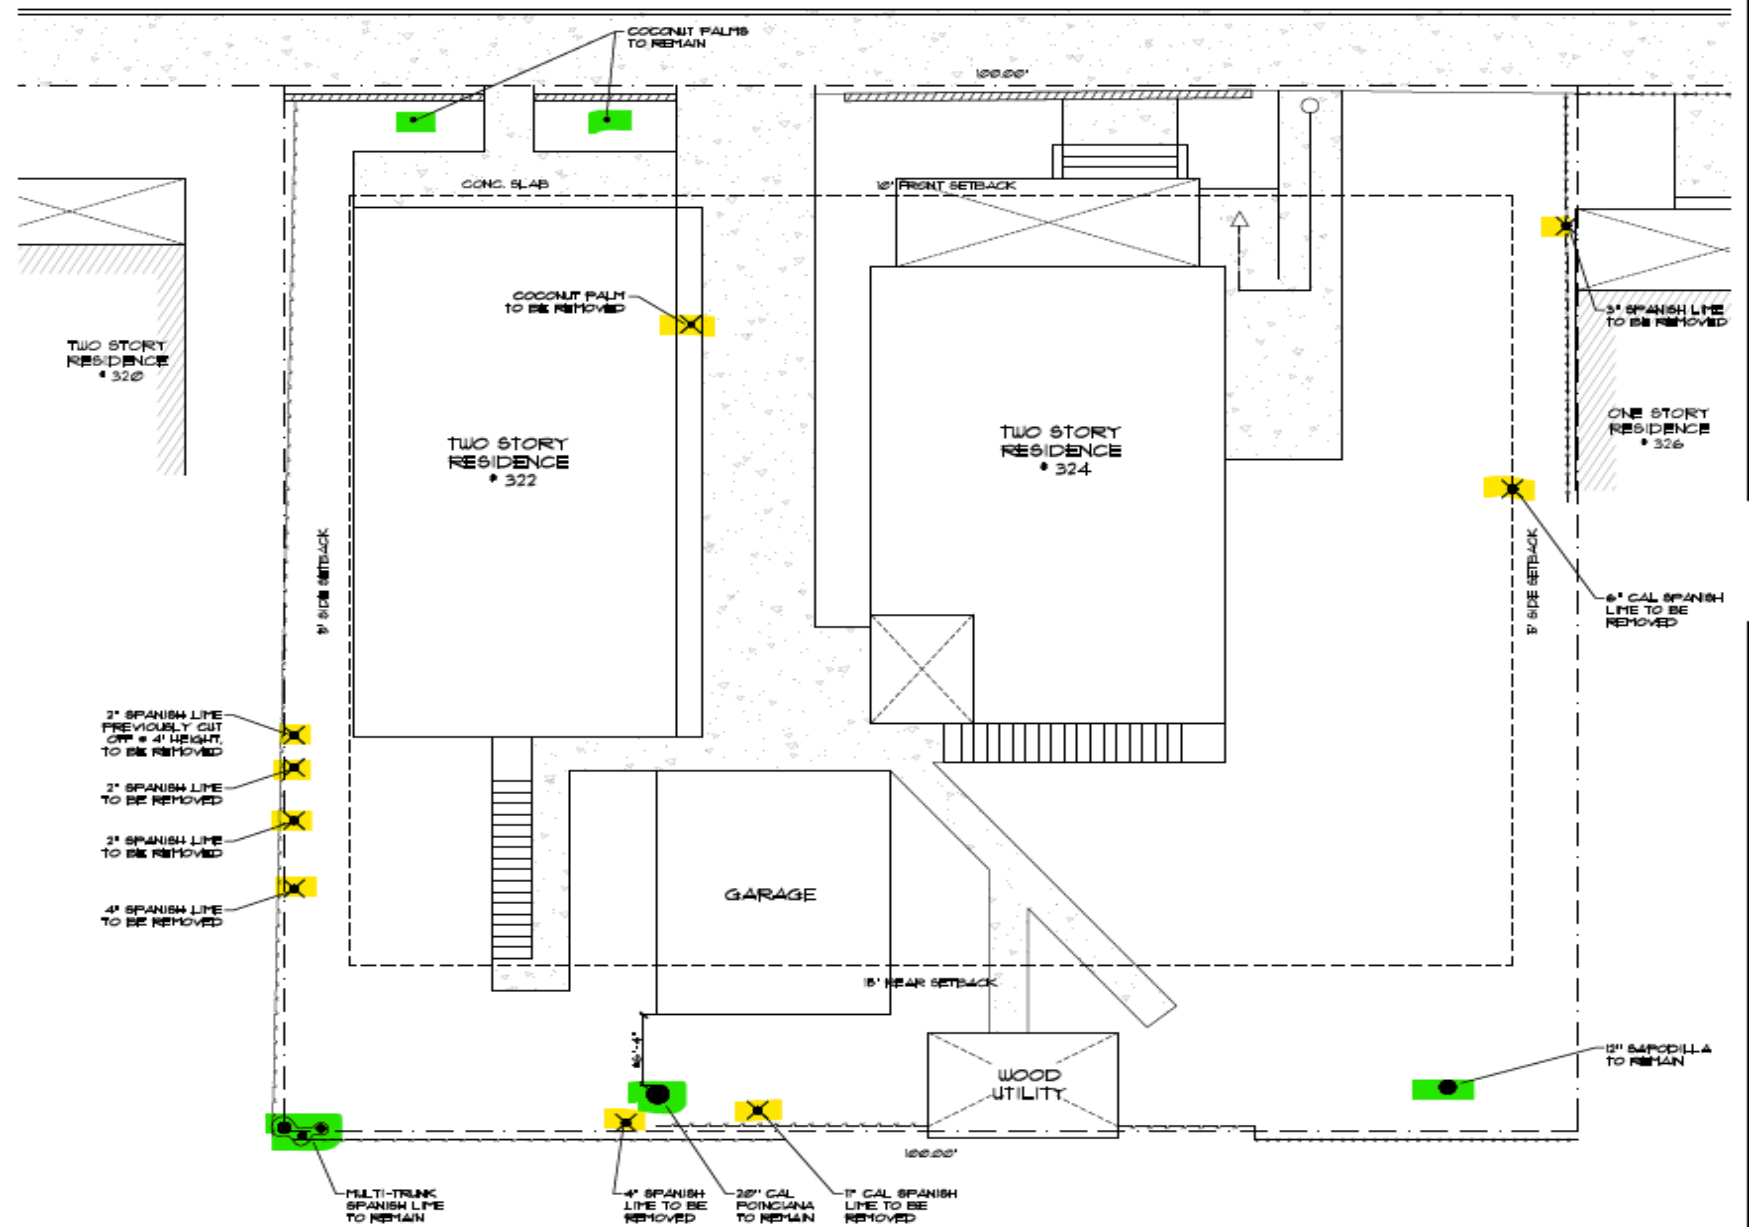 COCONUT PALMS
TO REMAIN
100.00'
CONC. SLAB
10' FRONT SETBACK
COCONUT PALM
TO BE REMOVED
3" SPANISH LIME
TO BE REMOVED
TWO STORY
RESIDENCE
# 320
TWO STORY
RESIDENCE
# 322
TWO STORY
RESIDENCE
# 324
ONE STORY
RESIDENCE
# 326
5' SIDE SETBACK
5' SIDE SETBACK
6" CAL SPANISH
LIME TO BE
REMOVED
2" SPANISH LIME
PREVIOUSLY CUT
OFF @ 4' HEIGHT,
TO BE REMOVED
2" SPANISH LIME
TO BE REMOVED
2" SPANISH LIME
TO BE REMOVED
4" SPANISH LIME
TO BE REMOVED
GARAGE
15' REAR SETBACK
WOOD
UTILITY
12" SAPODILLA
TO REMAIN
100.00'
MULTI-TRUNK
SPANISH LIME
TO REMAIN
4" SPANISH
LIME TO BE
REMOVED
20" CAL
POINCIANA
TO REMAIN
11" CAL SPANISH
LIME TO BE
REMOVED